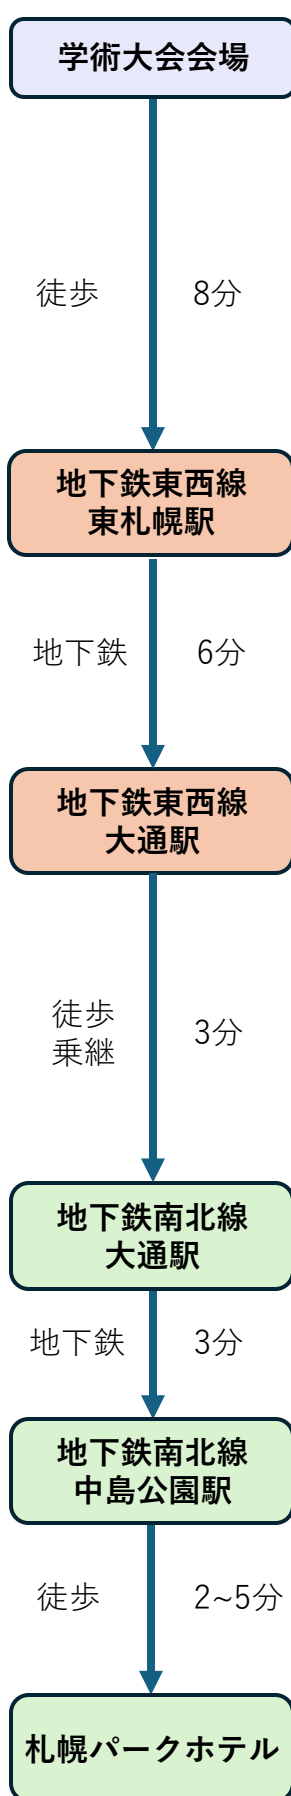 学術大会会場
徒歩 8分
地下鉄東西線
東札幌駅
地下鉄 6分
地下鉄東西線
大通駅
徒歩
乗継
3分
地下鉄南北線
大通駅
地下鉄 3分
地下鉄南北線
中島公園駅
徒歩 2~5分
札幌パークホテル